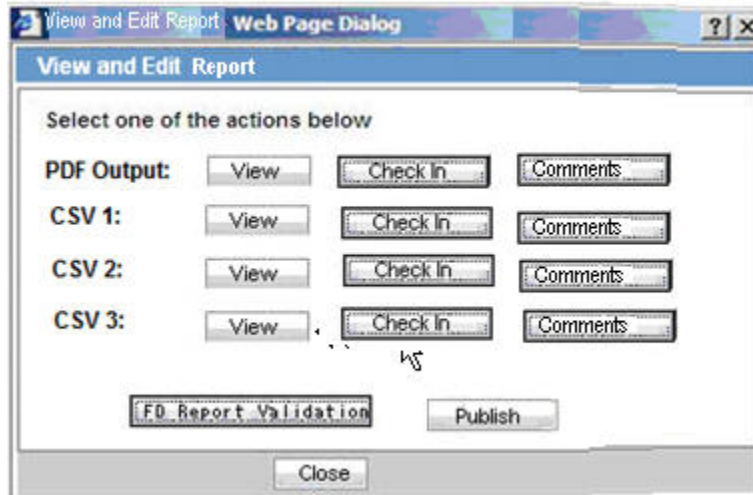 View and Edit Report Web Page Dialog
? ×
View and Edit Report
Select one of the actions below
PDF Output: View Check In Comments
CSV 1: View Check In Comments
CSV 2: View Check In Comments
CSV 3: View Check In Comments
FD Report Validation Publish
Close